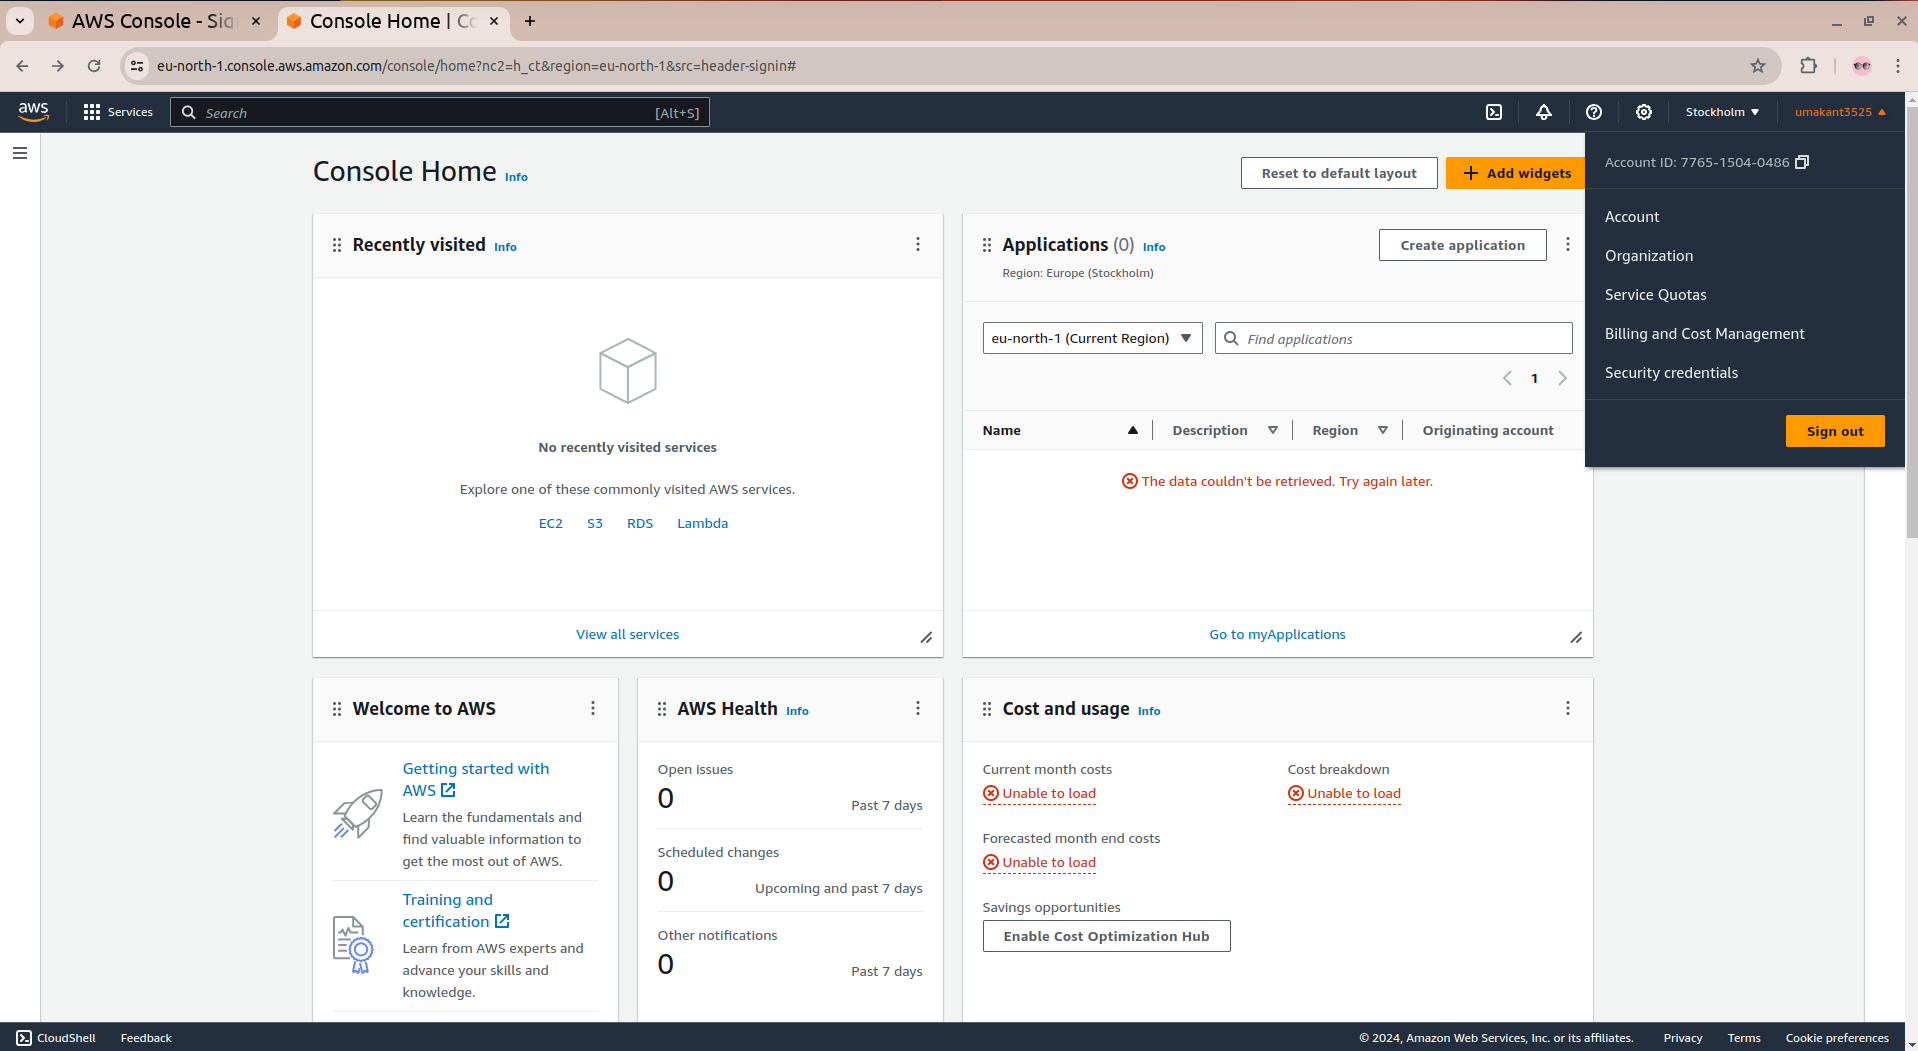 AWS Console - Sig
Console Home | Co
eu-north-1.console.aws.amazon.com/console/home?nc2=h_ct&region=eu-north-1&src=header-signin#
aws
Services
Search
[Alt+S]
Stockholm
umakant3525
Console Home Info
Reset to default layout
Add widgets
Account ID: 7765-1504-0486
Account
Organization
Service Quotas
Billing and Cost Management
Security credentials
Sign out
Recently visited Info
No recently visited services
Explore one of these commonly visited AWS services.
EC2 S3 RDS Lambda
View all services
Applications (0) Info
Region: Europe (Stockholm)
Create application
eu-north-1 (Current Region)
Find applications
1
Name Description Region Originating account
The data couldn't be retrieved. Try again later.
Go to myApplications
Welcome to AWS
Getting started with
AWS
Learn the fundamentals and
find valuable information to
get the most out of AWS.
Training and
certification
Learn from AWS experts and
advance your skills and
knowledge.
AWS Health Info
Open issues
0 Past 7 days
Scheduled changes
0 Upcoming and past 7 days
Other notifications
0 Past 7 days
Cost and usage Info
Current month costs
Unable to load
Cost breakdown
Unable to load
Forecasted month end costs
Unable to load
Savings opportunities
Enable Cost Optimization Hub
CloudShell Feedback
© 2024, Amazon Web Services, Inc. or its affiliates. Privacy Terms Cookie preferences